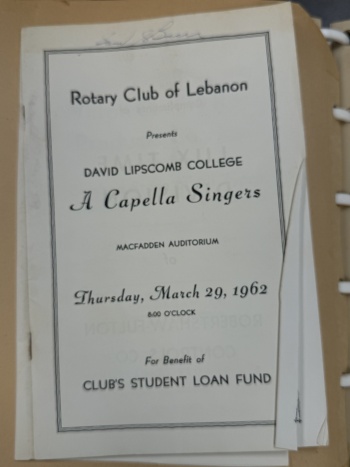 Rotary Club of Lebanon
Presents
DAVID LIPSCOMB COLLEGE
A Capella Singers
MACFADDEN AUDITORIUM
Thursday, March 29, 1962
8:00 O'CLOCK
For Benefit of
CLUB'S STUDENT LOAN FUND